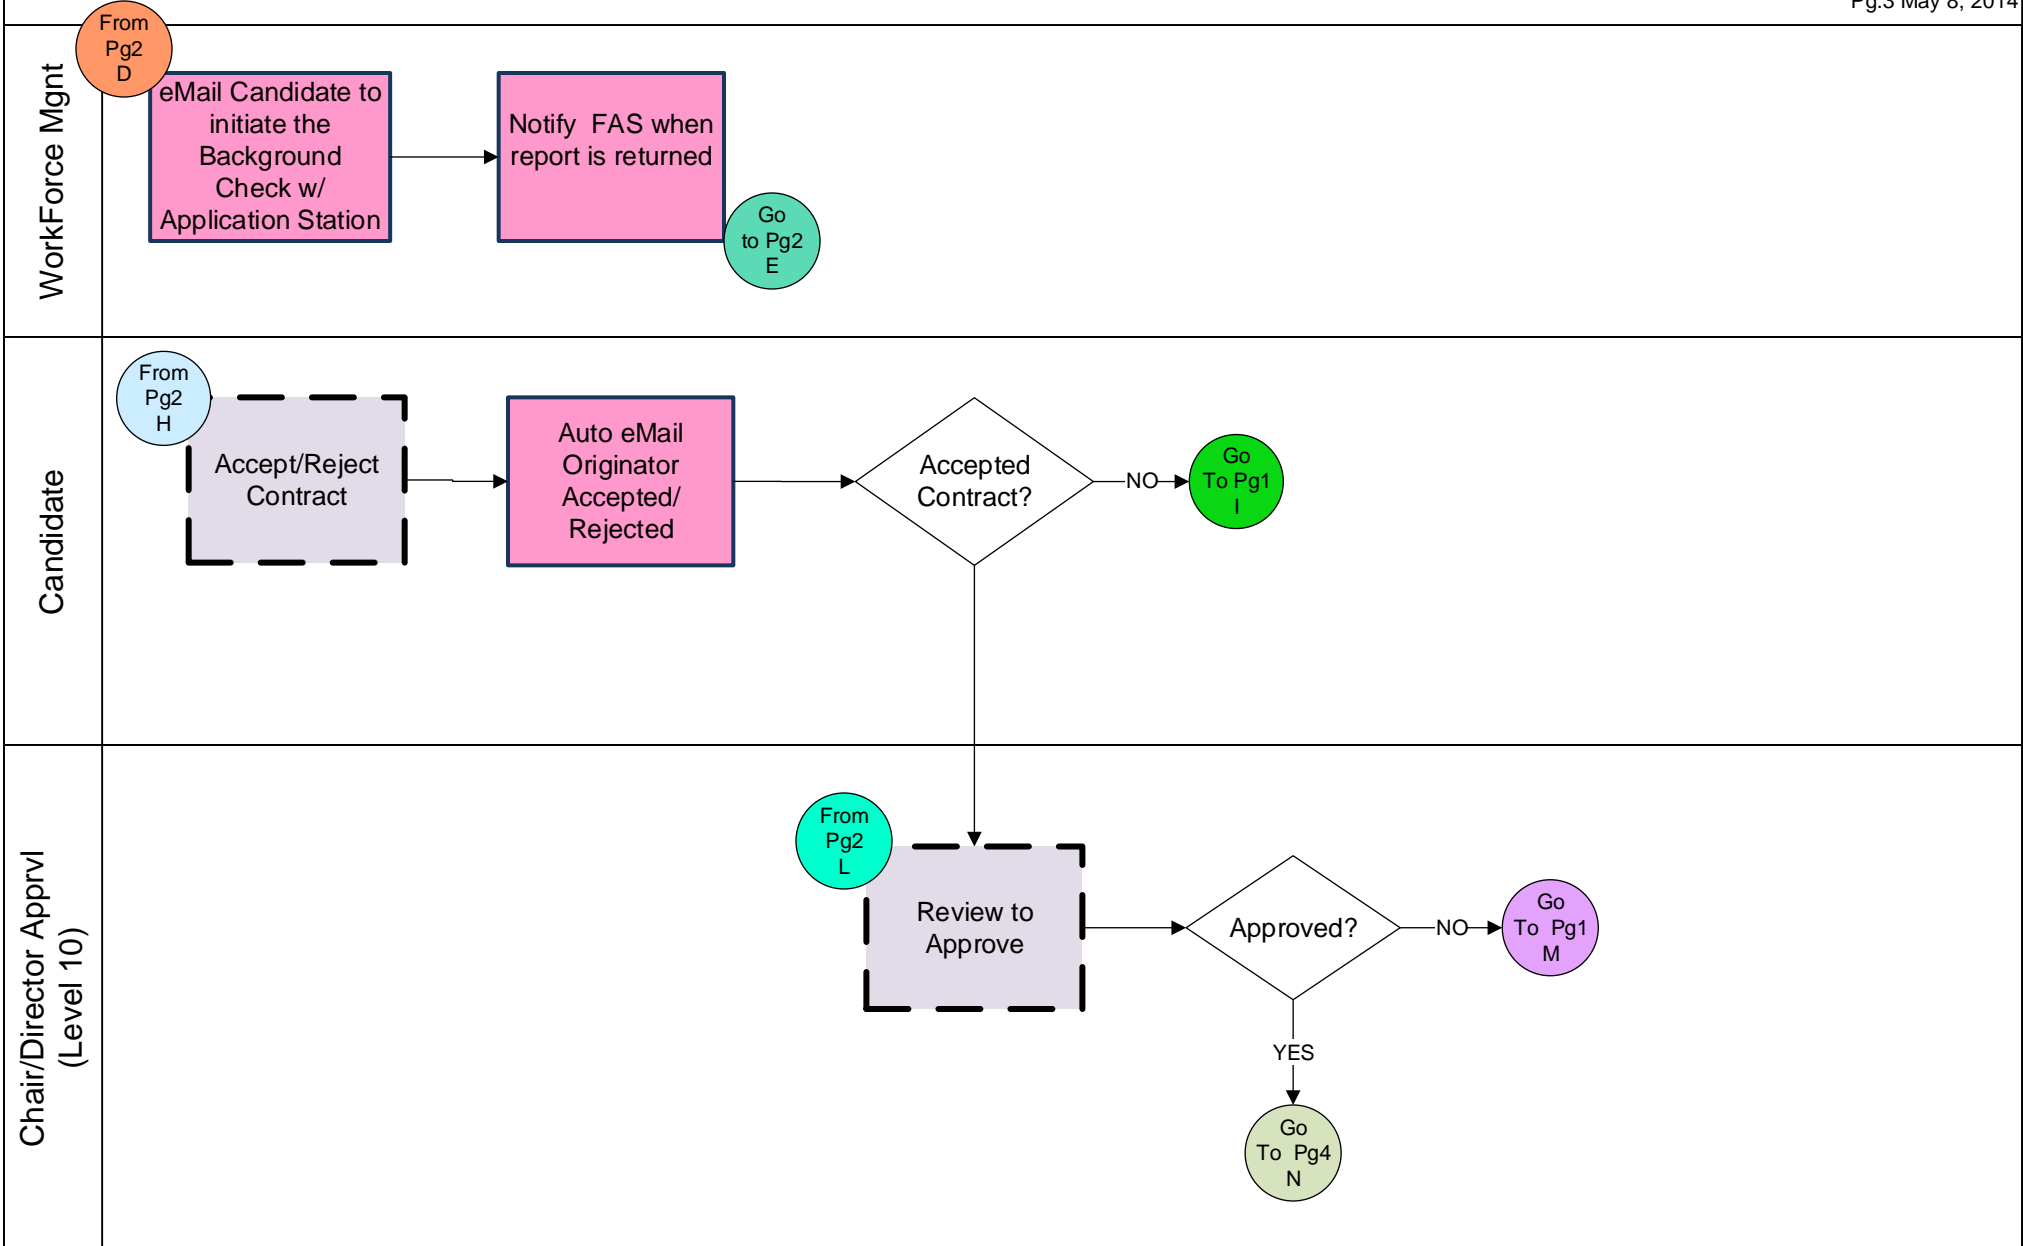 Pg.3 May 8, 2014
WorkForce Mgnt
From
Pg2
D
eMail Candidate to
initiate the
Background
Check w/
Application Station
Notify  FAS when
report is returned
Go
to Pg2
E
Candidate
From
Pg2
H
Accept/Reject
Contract
Auto eMail
Originator
Accepted/
Rejected
Accepted
Contract?
NO
Go
To Pg1
I
Chair/Director Apprvl
(Level 10)
From
Pg2
L
Review to
Approve
Approved?
NO
Go
To  Pg1
M
YES
Go
To  Pg4
N